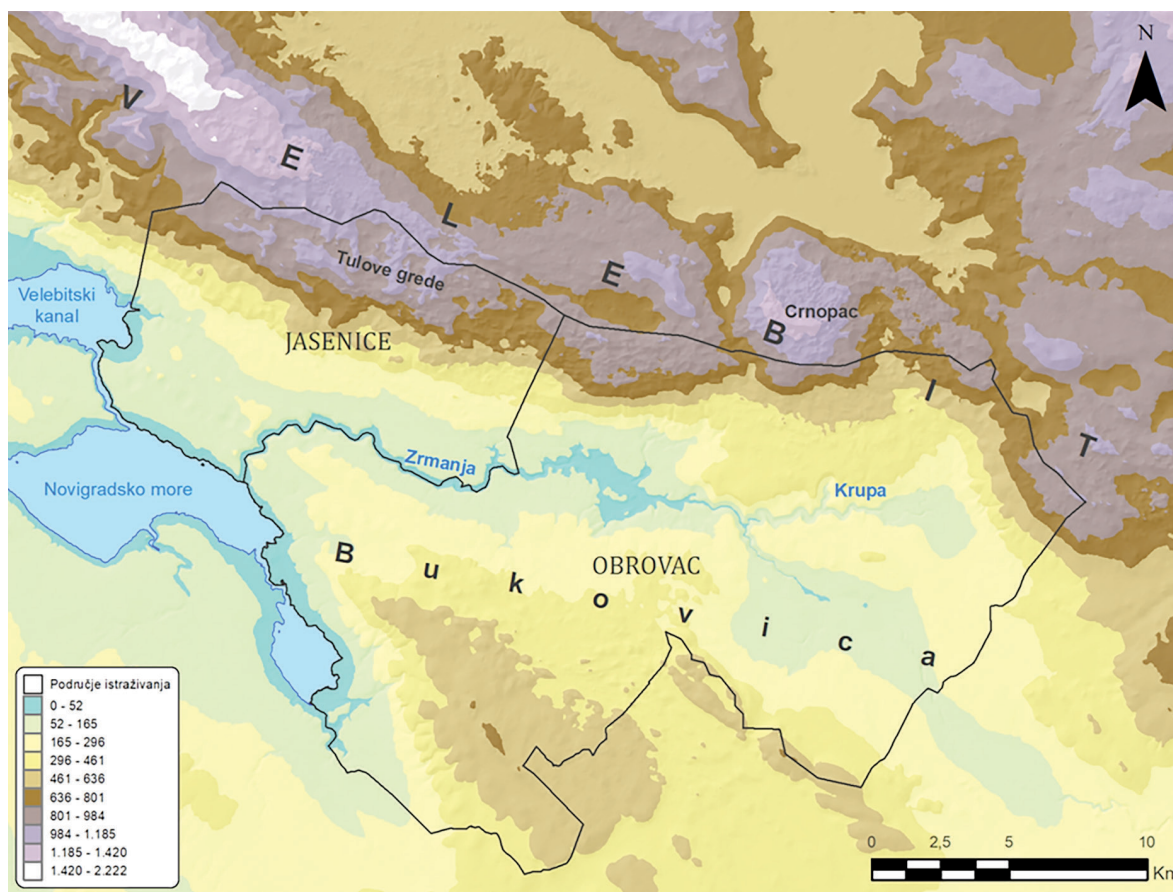 N
V E L E B I T
Tulove grede
Crnopac
Velebitski
kanal
JASENICE
Zrmanja
Novigradsko more
Krupa
B u k o v i c a
OBROVAC
Područje istraživanja
0 - 52
52 - 165
165 - 296
296 - 461
461 - 636
636 - 801
801 - 984
984 - 1.185
1.185 - 1.420
1.420 - 2.222
0 2,5 5 10
Km